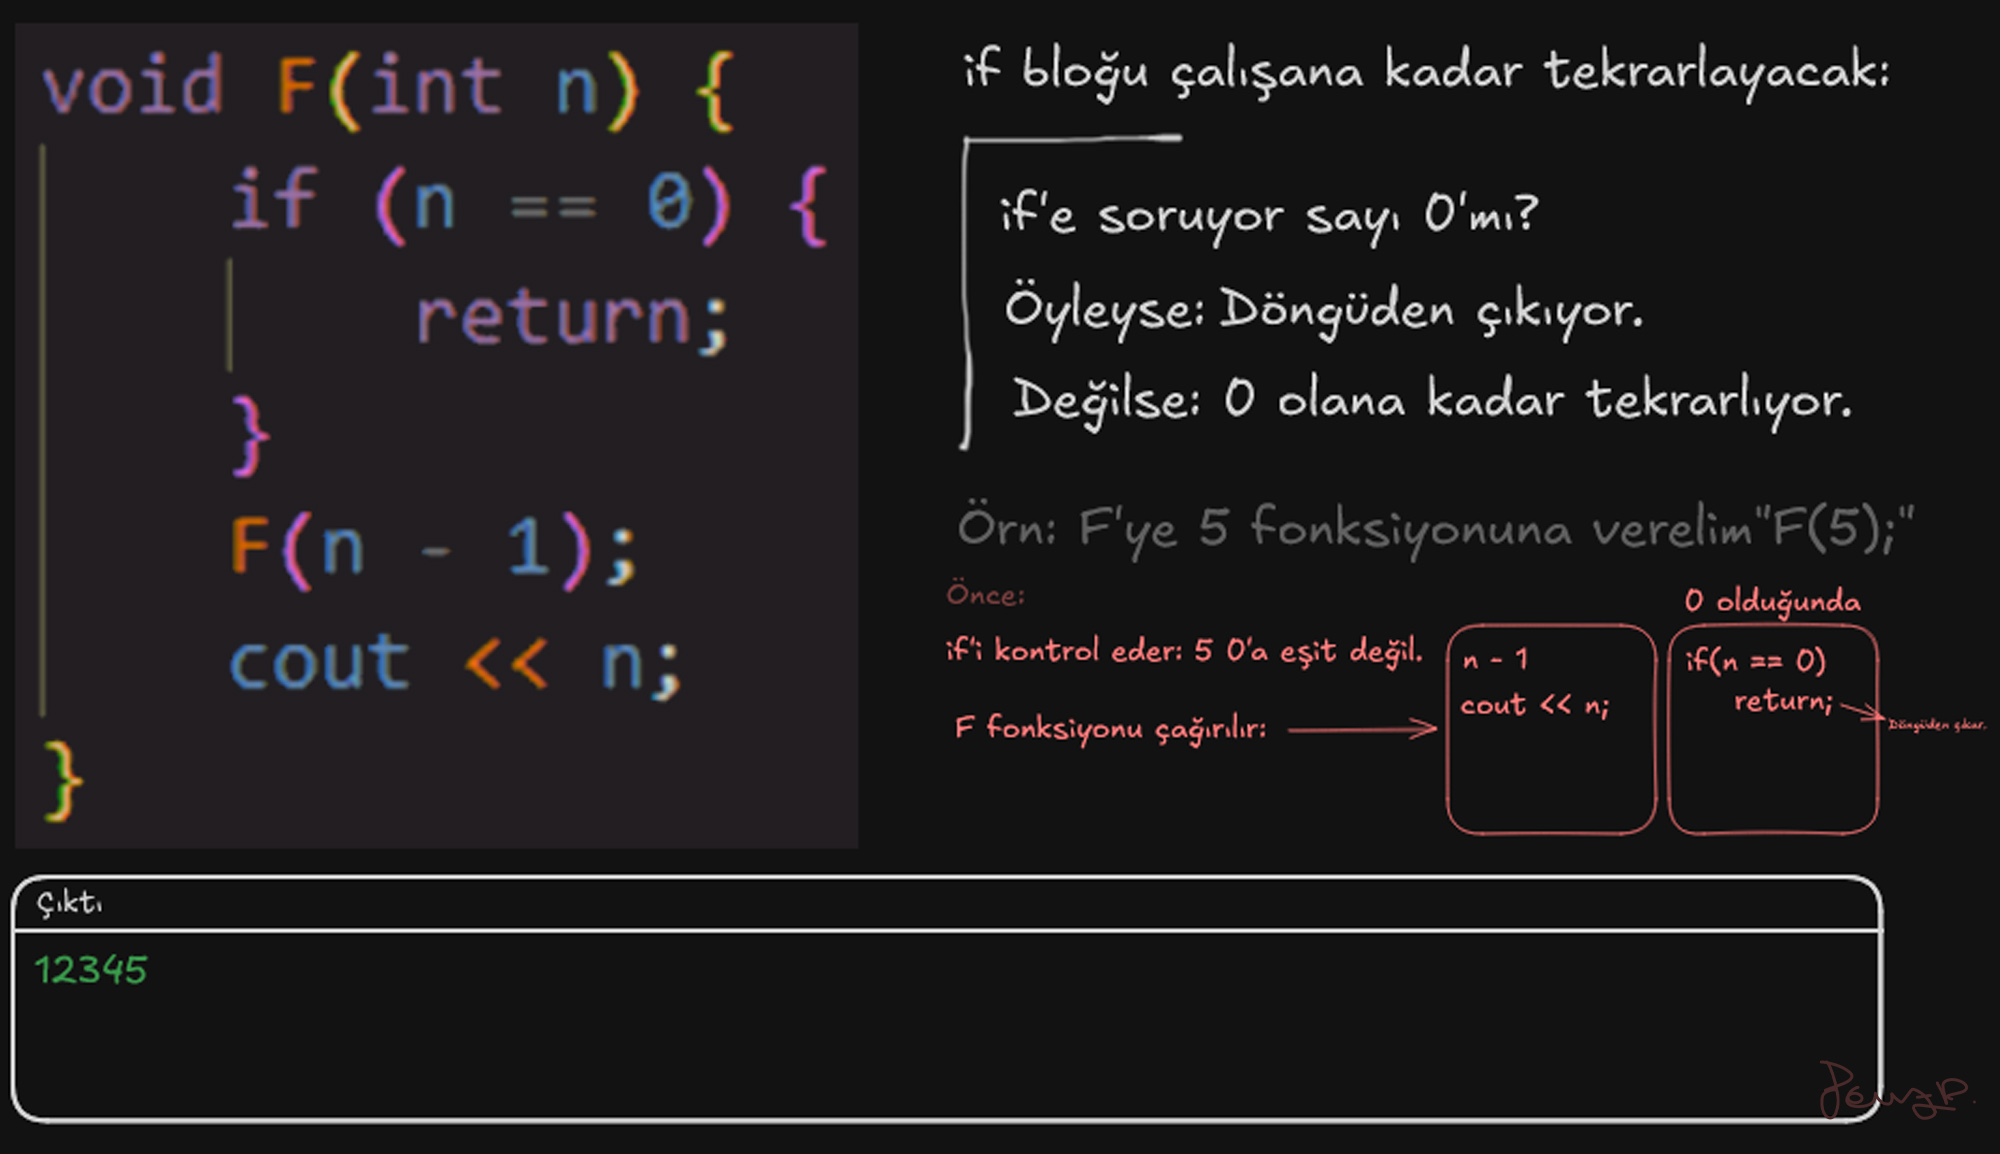 void F(int n) {
if (n == 0) {
return;
}
F(n - 1);
cout << n;
}
if bloğu çalışana kadar tekrarlayacak:
if'e soruyor sayı 0'mı?
Öyleyse: Döngüden çıkıyor.
Değilse: 0 olana kadar tekrarlıyor.
Örn: F'ye 5 fonksiyonuna verelim"F(5);"
Önce:
if'i kontrol eder: 5 0'a eşit değil.
F fonksiyonu çağırılır:
n - 1
cout << n;
0 olduğunda
if(n == 0)
return;
Döngüden çıkar.
Çıktı
12345